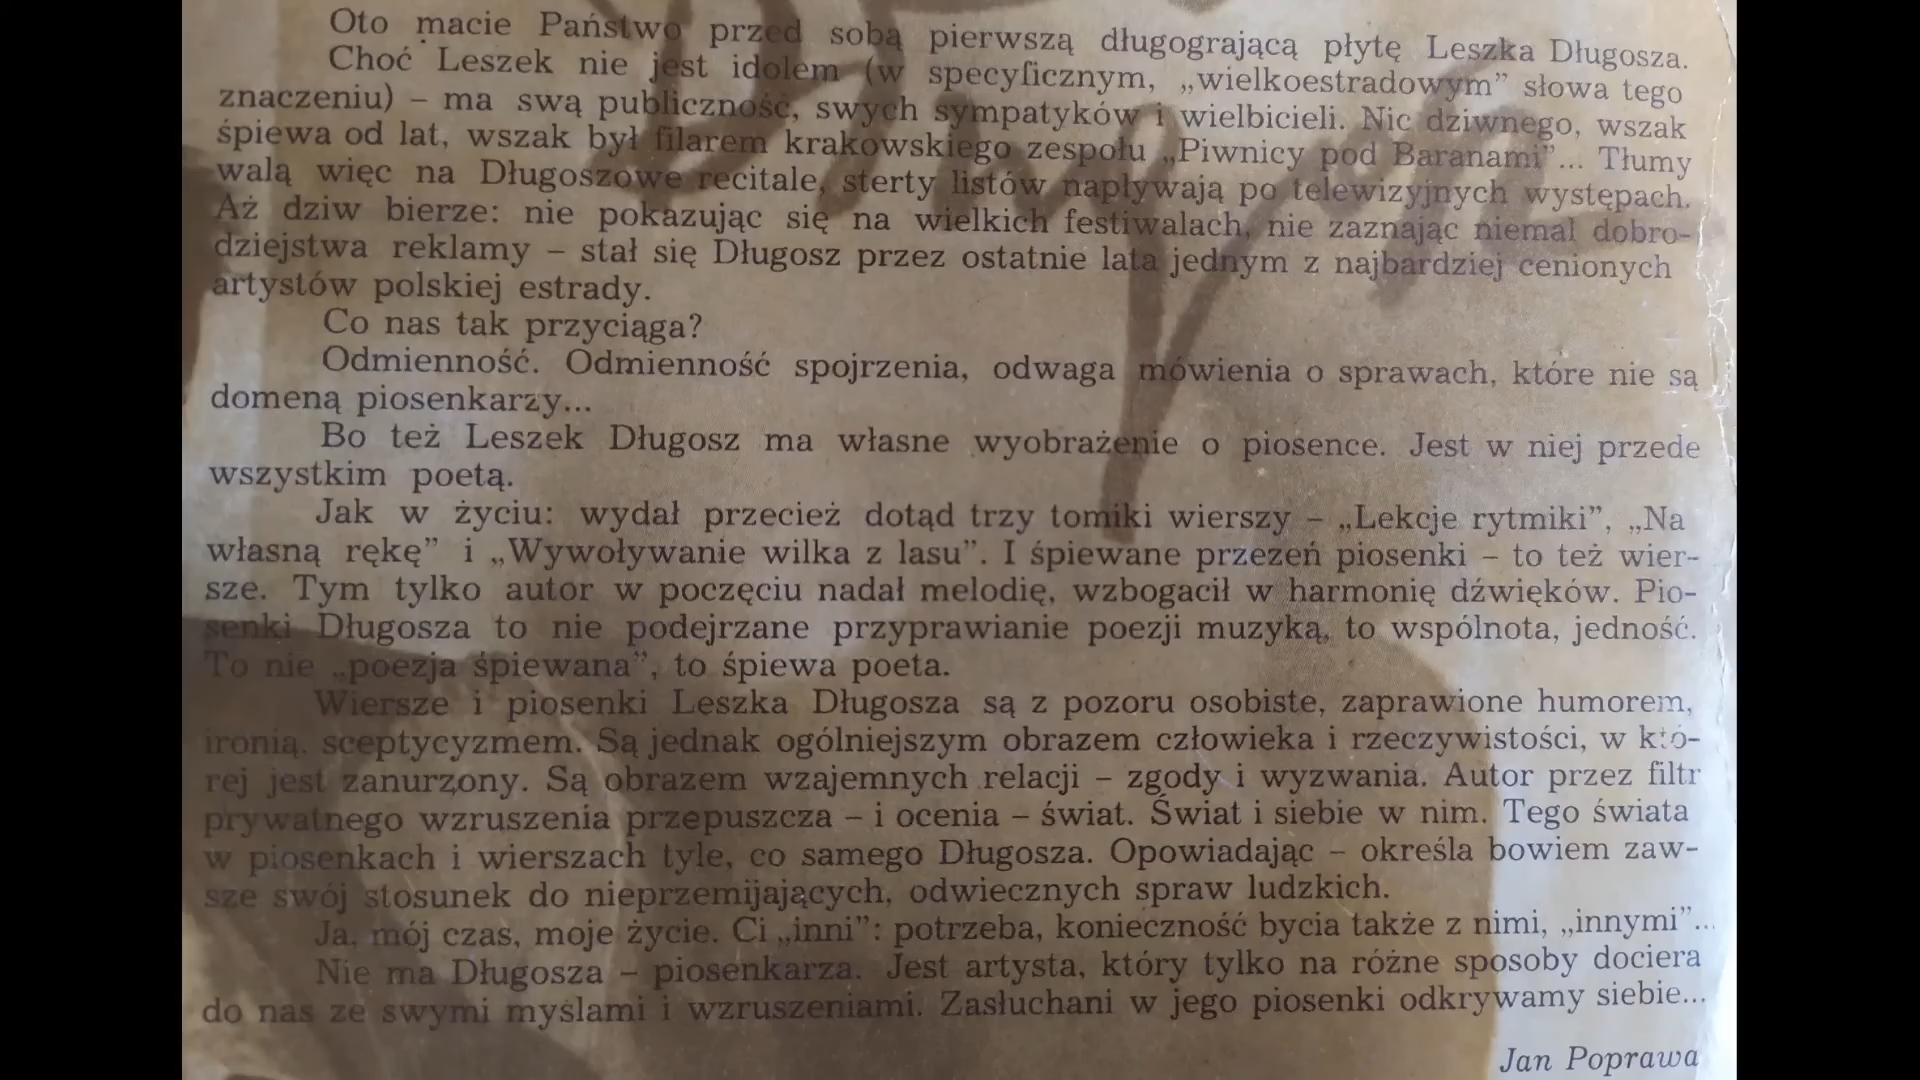 Oto macie Państwo przed sobą pierwszą długogrającą płytę Leszka Długosza.
Choć Leszek nie jest idolem (w specyficznym, „wielkoestradowym” słowa tego
znaczeniu) – ma swą publiczność, swych sympatyków i wielbicieli. Nic dziwnego, wszak
śpiewa od lat, wszak był filarem krakowskiego zespołu „Piwnicy pod Baranami”... Tłumy
walą więc na Długoszowe recitale, sterty listów napływają po telewizyjnych występach.
Aż dziw bierze: nie pokazując się na wielkich festiwalach, nie zaznając niemal dobro-
dziejstwa reklamy – stał się Długosz przez ostatnie lata jednym z najbardziej cenionych
artystów polskiej estrady.
Co nas tak przyciąga?
Odmienność. Odmienność spojrzenia, odwaga mówienia o sprawach, które nie są
domeną piosenkarzy...
Bo też Leszek Długosz ma własne wyobrażenie o piosence. Jest w niej przede
wszystkim poetą.
Jak w życiu: wydał przecież dotąd trzy tomiki wierszy – „Lekcje rytmiki”, „Na
własną rękę” i „Wywoływanie wilka z lasu”. I śpiewane przezeń piosenki – to też wier-
sze. Tym tylko autor w poczęciu nadał melodię, wzbogacił w harmonię dźwięków. Pio-
senki Długosza to nie podejrzane przyprawianie poezji muzyką, to wspólnota, jedność.
To nie „poezja śpiewana”, to śpiewa poeta.
Wiersze i piosenki Leszka Długosza są z pozoru osobiste, zaprawione humorem,
ironią, sceptycyzmem. Są jednak ogólniejszym obrazem człowieka i rzeczywistości, w któ-
rej jest zanurzony. Są obrazem wzajemnych relacji – zgody i wyzwania. Autor przez filtr
prywatnego wzruszenia przepuszcza – i ocenia – świat. Świat i siebie w nim. Tego świata
w piosenkach i wierszach tyle, co samego Długosza. Opowiadając – określa bowiem zaw-
sze swój stosunek do nieprzemijających, odwiecznych spraw ludzkich.
Ja, mój czas, moje życie. Ci „inni”: potrzeba, konieczność bycia także z nimi, „innymi”...
Nie ma Długosza – piosenkarza. Jest artysta, który tylko na różne sposoby dociera
do nas ze swymi myślami i wzruszeniami. Zasłuchani w jego piosenki odkrywamy siebie...
Jan Poprawa